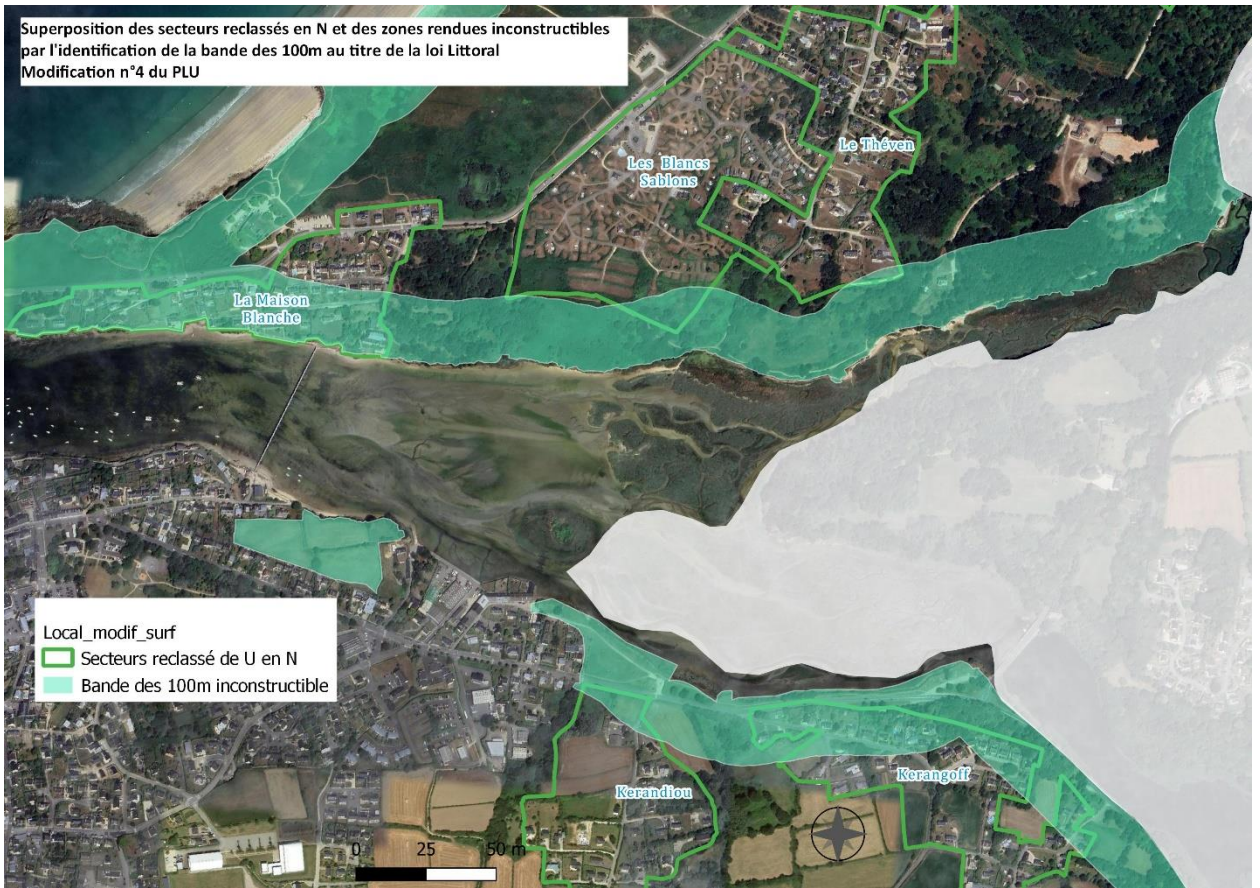 Superposition des secteurs reclassés en N et des zones rendues inconstructibles
par l'identification de la bande des 100m au titre de la loi Littoral
Modification n°4 du PLU
Le Théven
Les Blancs
Sablons
La Maison
Blanche
Local_modif_surf
Secteurs reclassé de U en N
Bande des 100m inconstructible
Kerangoff
Kerandiou
0 25 50 m